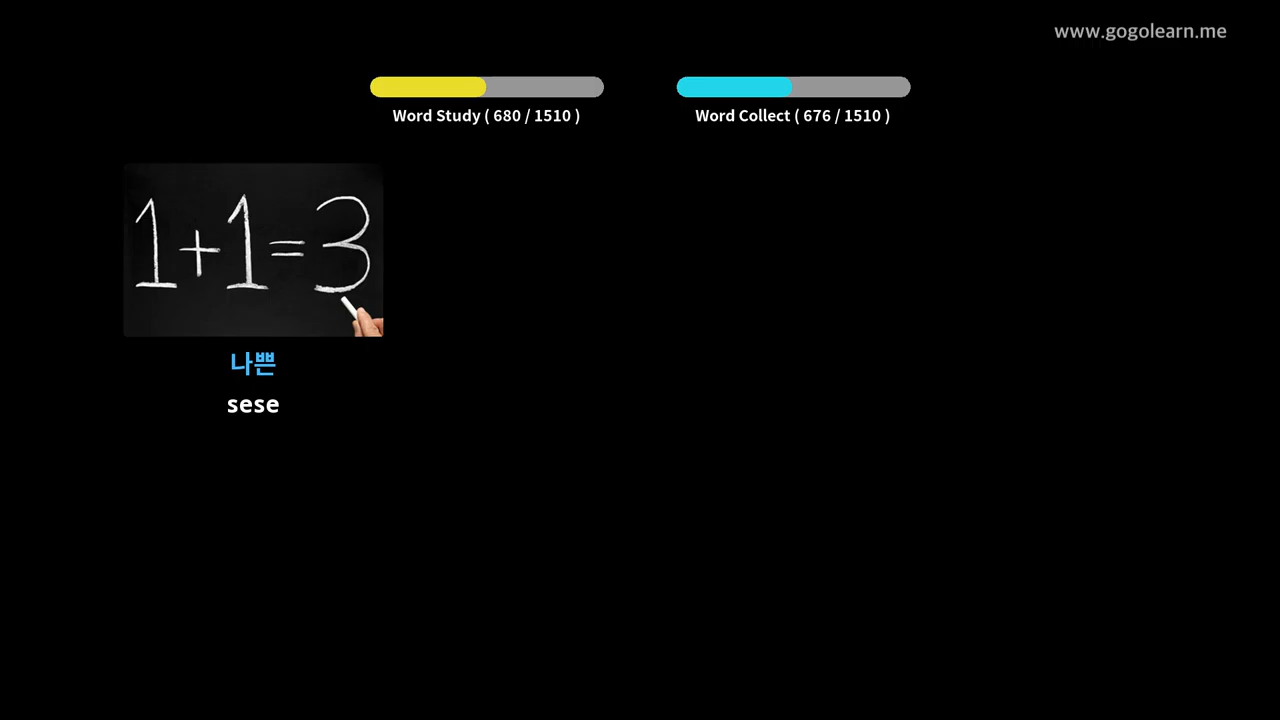 www.gogolearn.me
Word Study ( 680 / 1510 )
Word Collect ( 676 / 1510 )
1+1=3
나쁜
sese